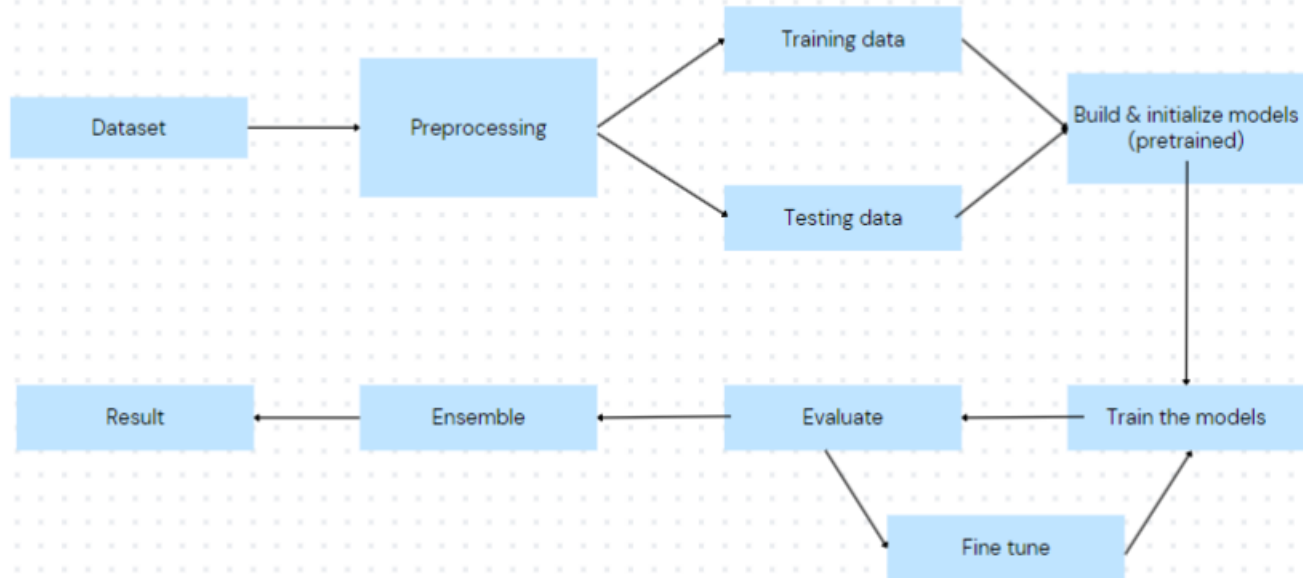 Training data
Dataset
Preprocessing
Build & initialize models
(pretrained)
Testing data
Result
Ensemble
Evaluate
Train the models
Fine tune